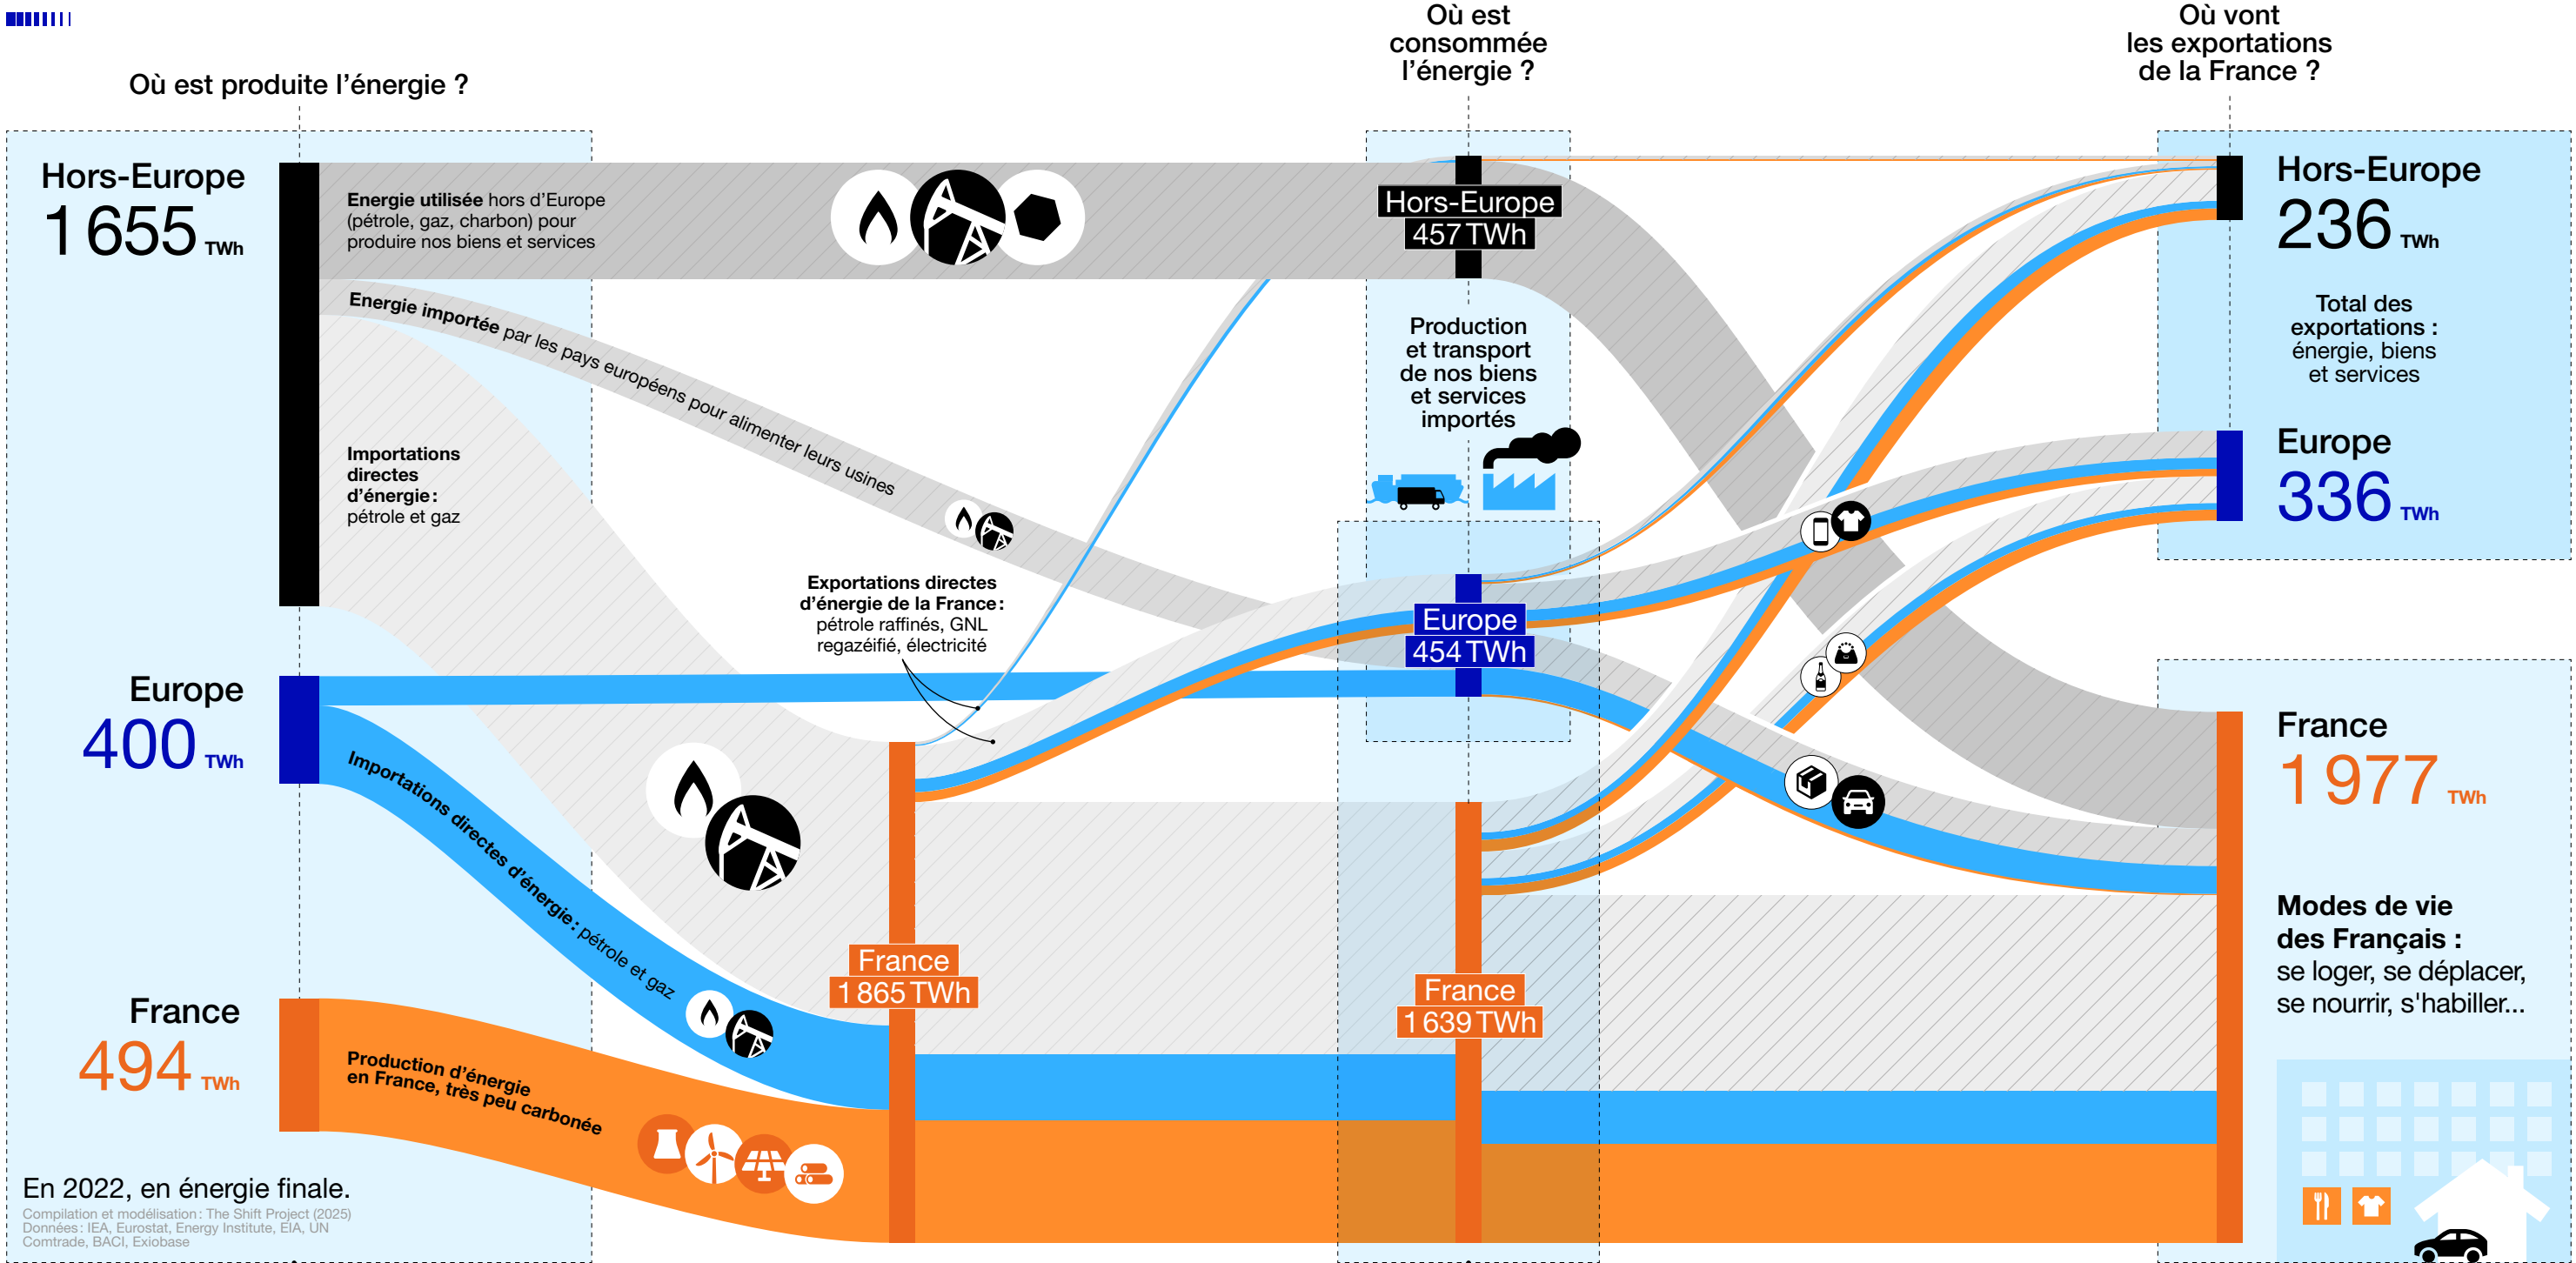 Où est produite l'énergie ?
Où est
consommée
l'énergie ?
Où vont
les exportations
de la France ?
Hors-Europe
1 655 TWh
Energie utilisée hors d'Europe
(pétrole, gaz, charbon) pour
produire nos biens et services
Energie importée par les pays européens pour alimenter leurs usines
Importations
directes
d'énergie :
pétrole et gaz
Europe
400 TWh
Importations directes d'énergie : pétrole et gaz
France
494 TWh
Production d'énergie
en France, très peu carbonée
En 2022, en énergie finale.
Compilation et modélisation : The Shift Project (2025)
Données : IEA, Eurostat, Energy Institute, EIA, UN
Comtrade, BACI, Exiobase
Exportations directes
d'énergie de la France :
pétrole raffinés, GNL
regazéifié, électricité
France
1 865 TWh
Hors-Europe
457 TWh
Production
et transport
de nos biens
et services
importés
Europe
454 TWh
France
1 639 TWh
Hors-Europe
236 TWh
Total des
exportations :
énergie, biens
et services
Europe
336 TWh
France
1 977 TWh
Modes de vie
des Français :
se loger, se déplacer,
se nourrir, s'habiller...